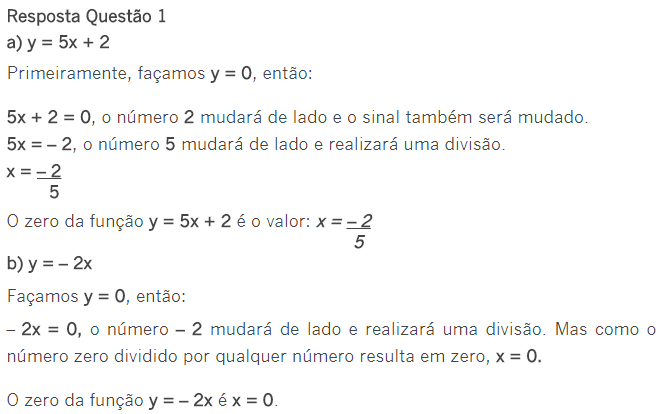 Resposta Questão 1
a) y = 5x + 2
Primeiramente, façamos y = 0, então:
5x + 2 = 0, o número 2 mudará de lado e o sinal também será mudado.
5x = – 2, o número 5 mudará de lado e realizará uma divisão.
x = – 2
5
O zero da função y = 5x + 2 é o valor: x = – 2
5
b) y = – 2x
Façamos y = 0, então:
– 2x = 0, o número – 2 mudará de lado e realizará uma divisão. Mas como o
número zero dividido por qualquer número resulta em zero, x = 0.
O zero da função y = – 2x é x = 0.